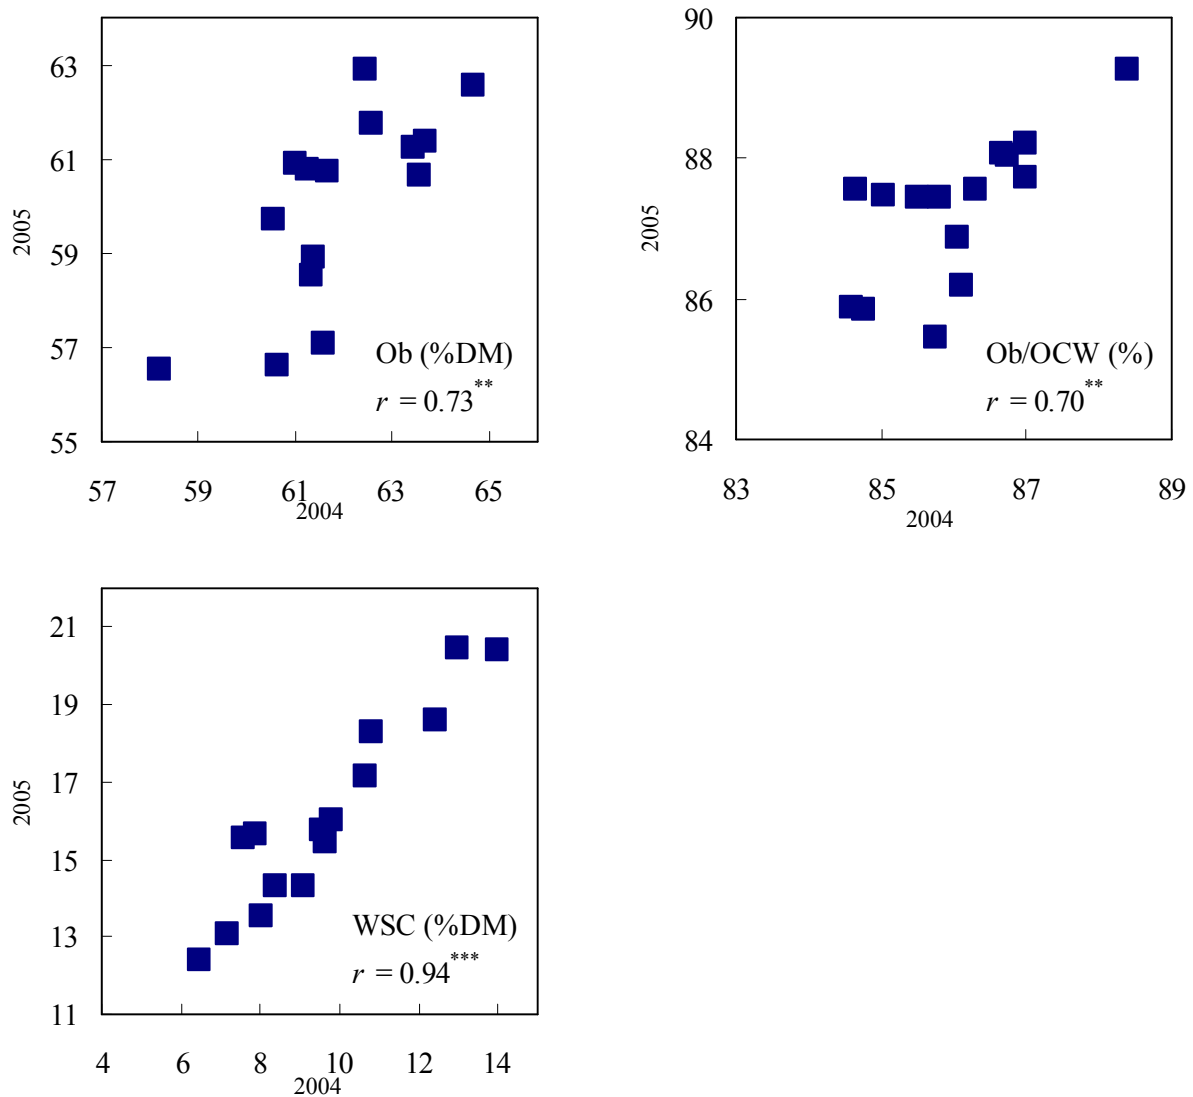 63
61
59
57
55
2005
Ob (%DM)
r = 0.73**
57 59 61 63 65
2004
90
88
86
84
2005
Ob/OCW (%)
r = 0.70**
83 85 87 89
2004
21
19
17
15
13
11
2005
WSC (%DM)
r = 0.94***
4 6 8 10 12 14
2004